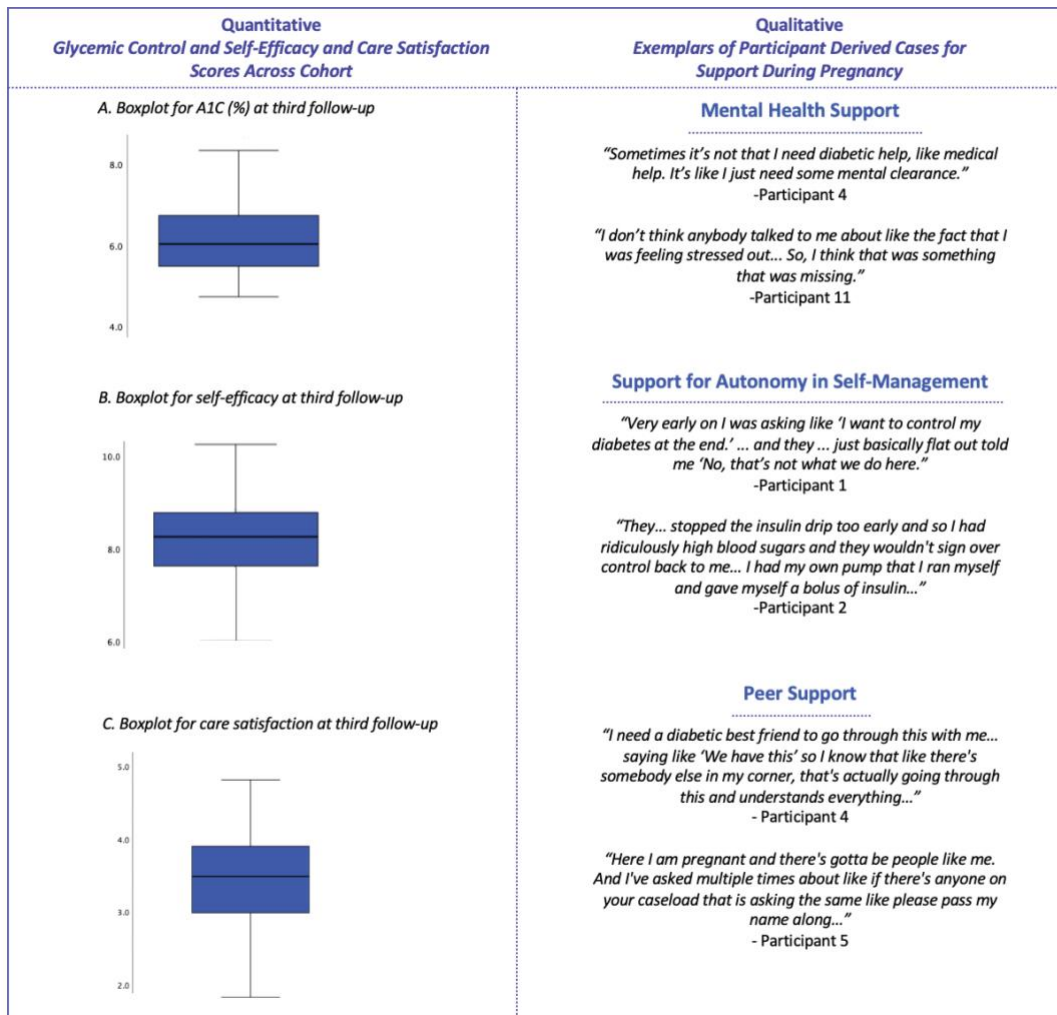 Quantitative
Glycemic Control and Self-Efficacy and Care Satisfaction
Scores Across Cohort
A. Boxplot for A1C (%) at third follow-up
8.0
6.0
4.0
B. Boxplot for self-efficacy at third follow-up
10.0
8.0
6.0
C. Boxplot for care satisfaction at third follow-up
5.0
4.0
3.0
2.0
Qualitative
Exemplars of Participant Derived Cases for
Support During Pregnancy
Mental Health Support
“Sometimes it’s not that I need diabetic help, like medical
help. It’s like I just need some mental clearance.”
-Participant 4
“I don’t think anybody talked to me about like the fact that I
was feeling stressed out... So, I think that was something
that was missing.”
-Participant 11
Support for Autonomy in Self-Management
“Very early on I was asking like ‘I want to control my
diabetes at the end.’ ... and they ... just basically flat out told
me ‘No, that’s not what we do here.”
-Participant 1
“They... stopped the insulin drip too early and so I had
ridiculously high blood sugars and they wouldn't sign over
control back to me... I had my own pump that I ran myself
and gave myself a bolus of insulin...”
-Participant 2
Peer Support
“I need a diabetic best friend to go through this with me...
saying like ‘We have this’ so I know that like there's
somebody else in my corner, that's actually going through
this and understands everything...”
- Participant 4
“Here I am pregnant and there's gotta be people like me.
And I've asked multiple times about like if there's anyone on
your caseload that is asking the same like please pass my
name along...”
- Participant 5